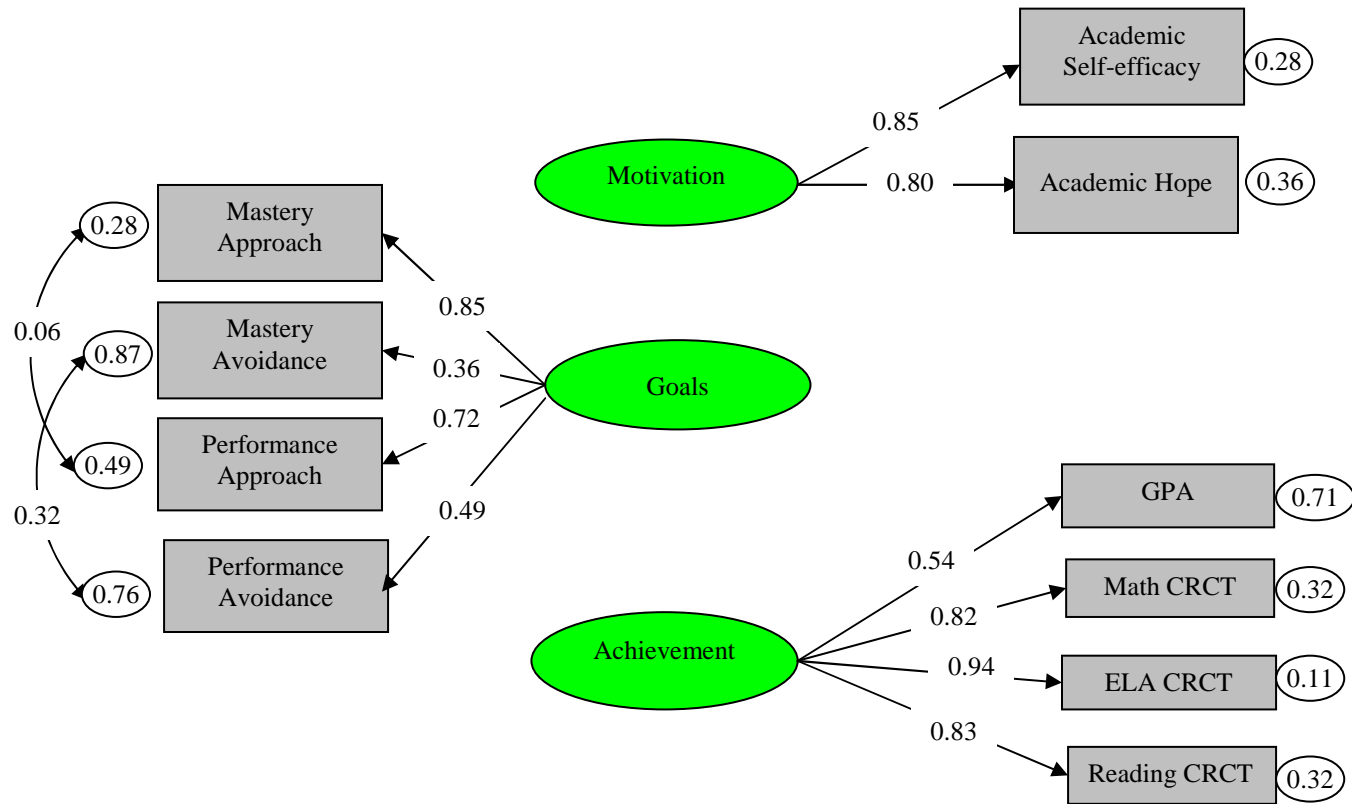 Academic
Self-efficacy
0.28
0.85
Motivation
0.80
Academic Hope
0.36
Mastery
Approach
0.28
0.85
0.06
Mastery
Avoidance
0.87
0.36
Goals
0.72
Performance
Approach
0.49
0.32
0.49
Performance
Avoidance
0.76
GPA
0.71
0.54
Math CRCT
0.32
0.82
Achievement
0.94
ELA CRCT
0.11
0.83
Reading CRCT
0.32